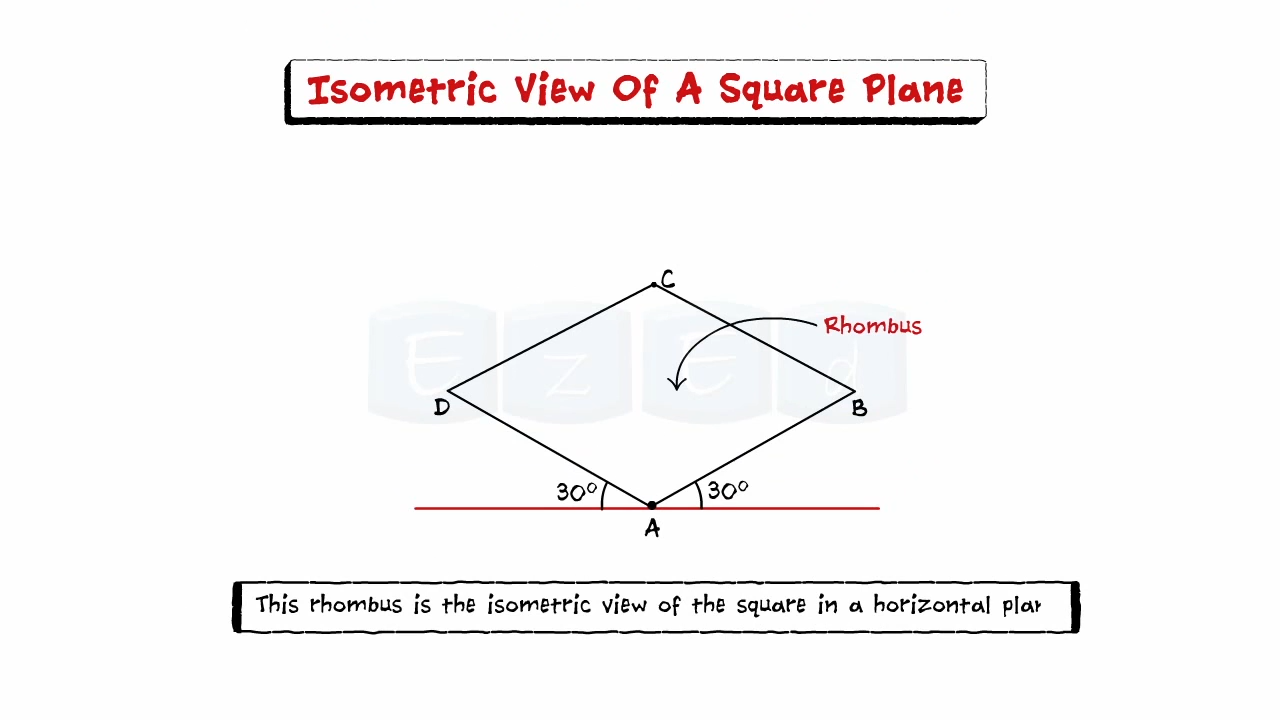 Isometric View Of A Square Plane
C
Rhombus
EzEd
D
B
30°
30°
A
This rhombus is the isometric view of the square in a horizontal